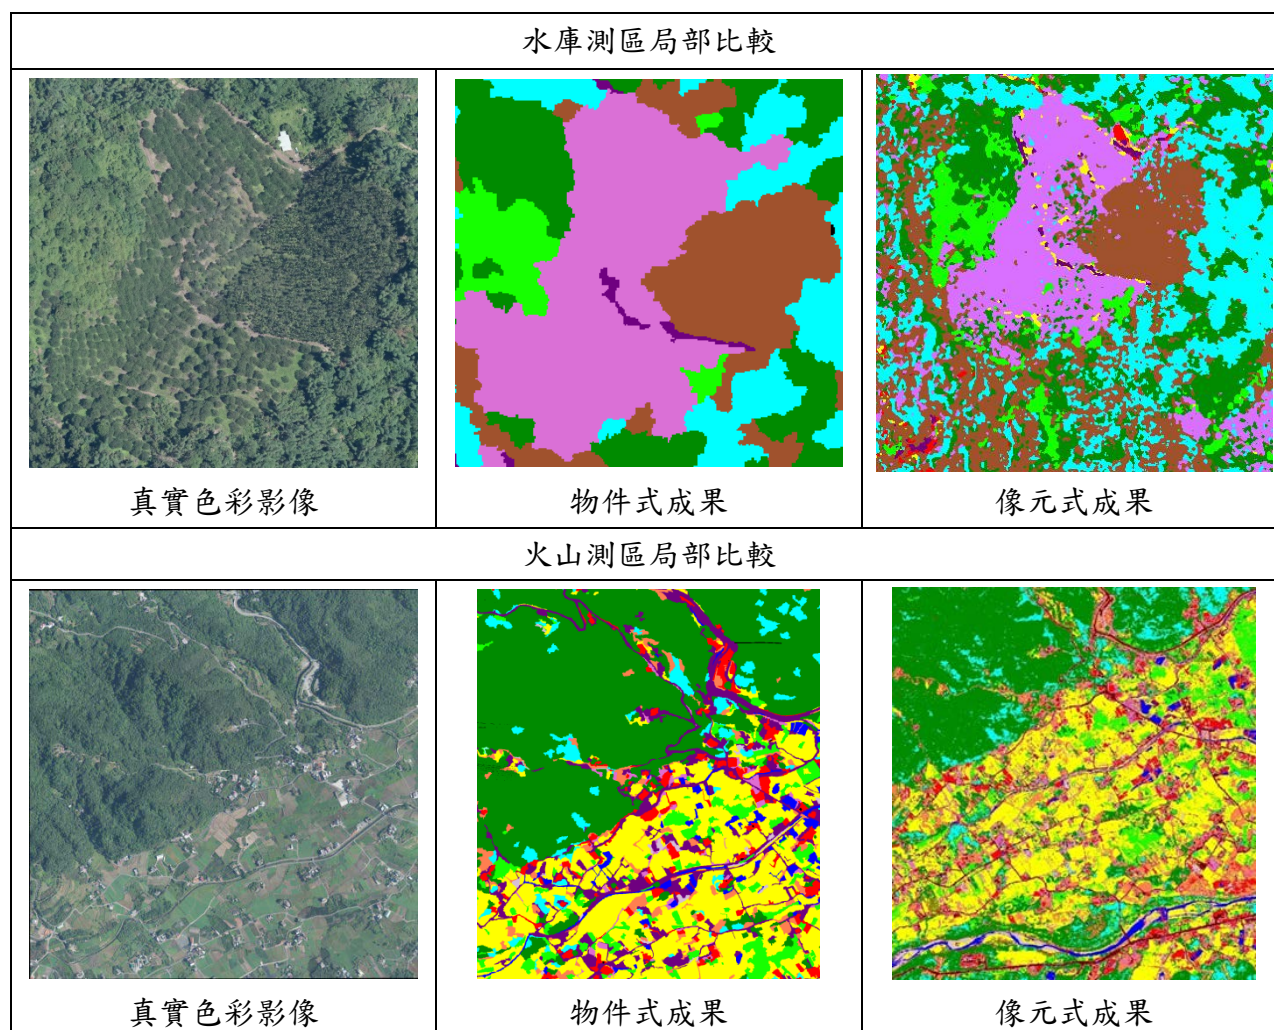 水庫測區局部比較
真實色彩影像
物件式成果
像元式成果
火山測區局部比較
真實色彩影像
物件式成果
像元式成果